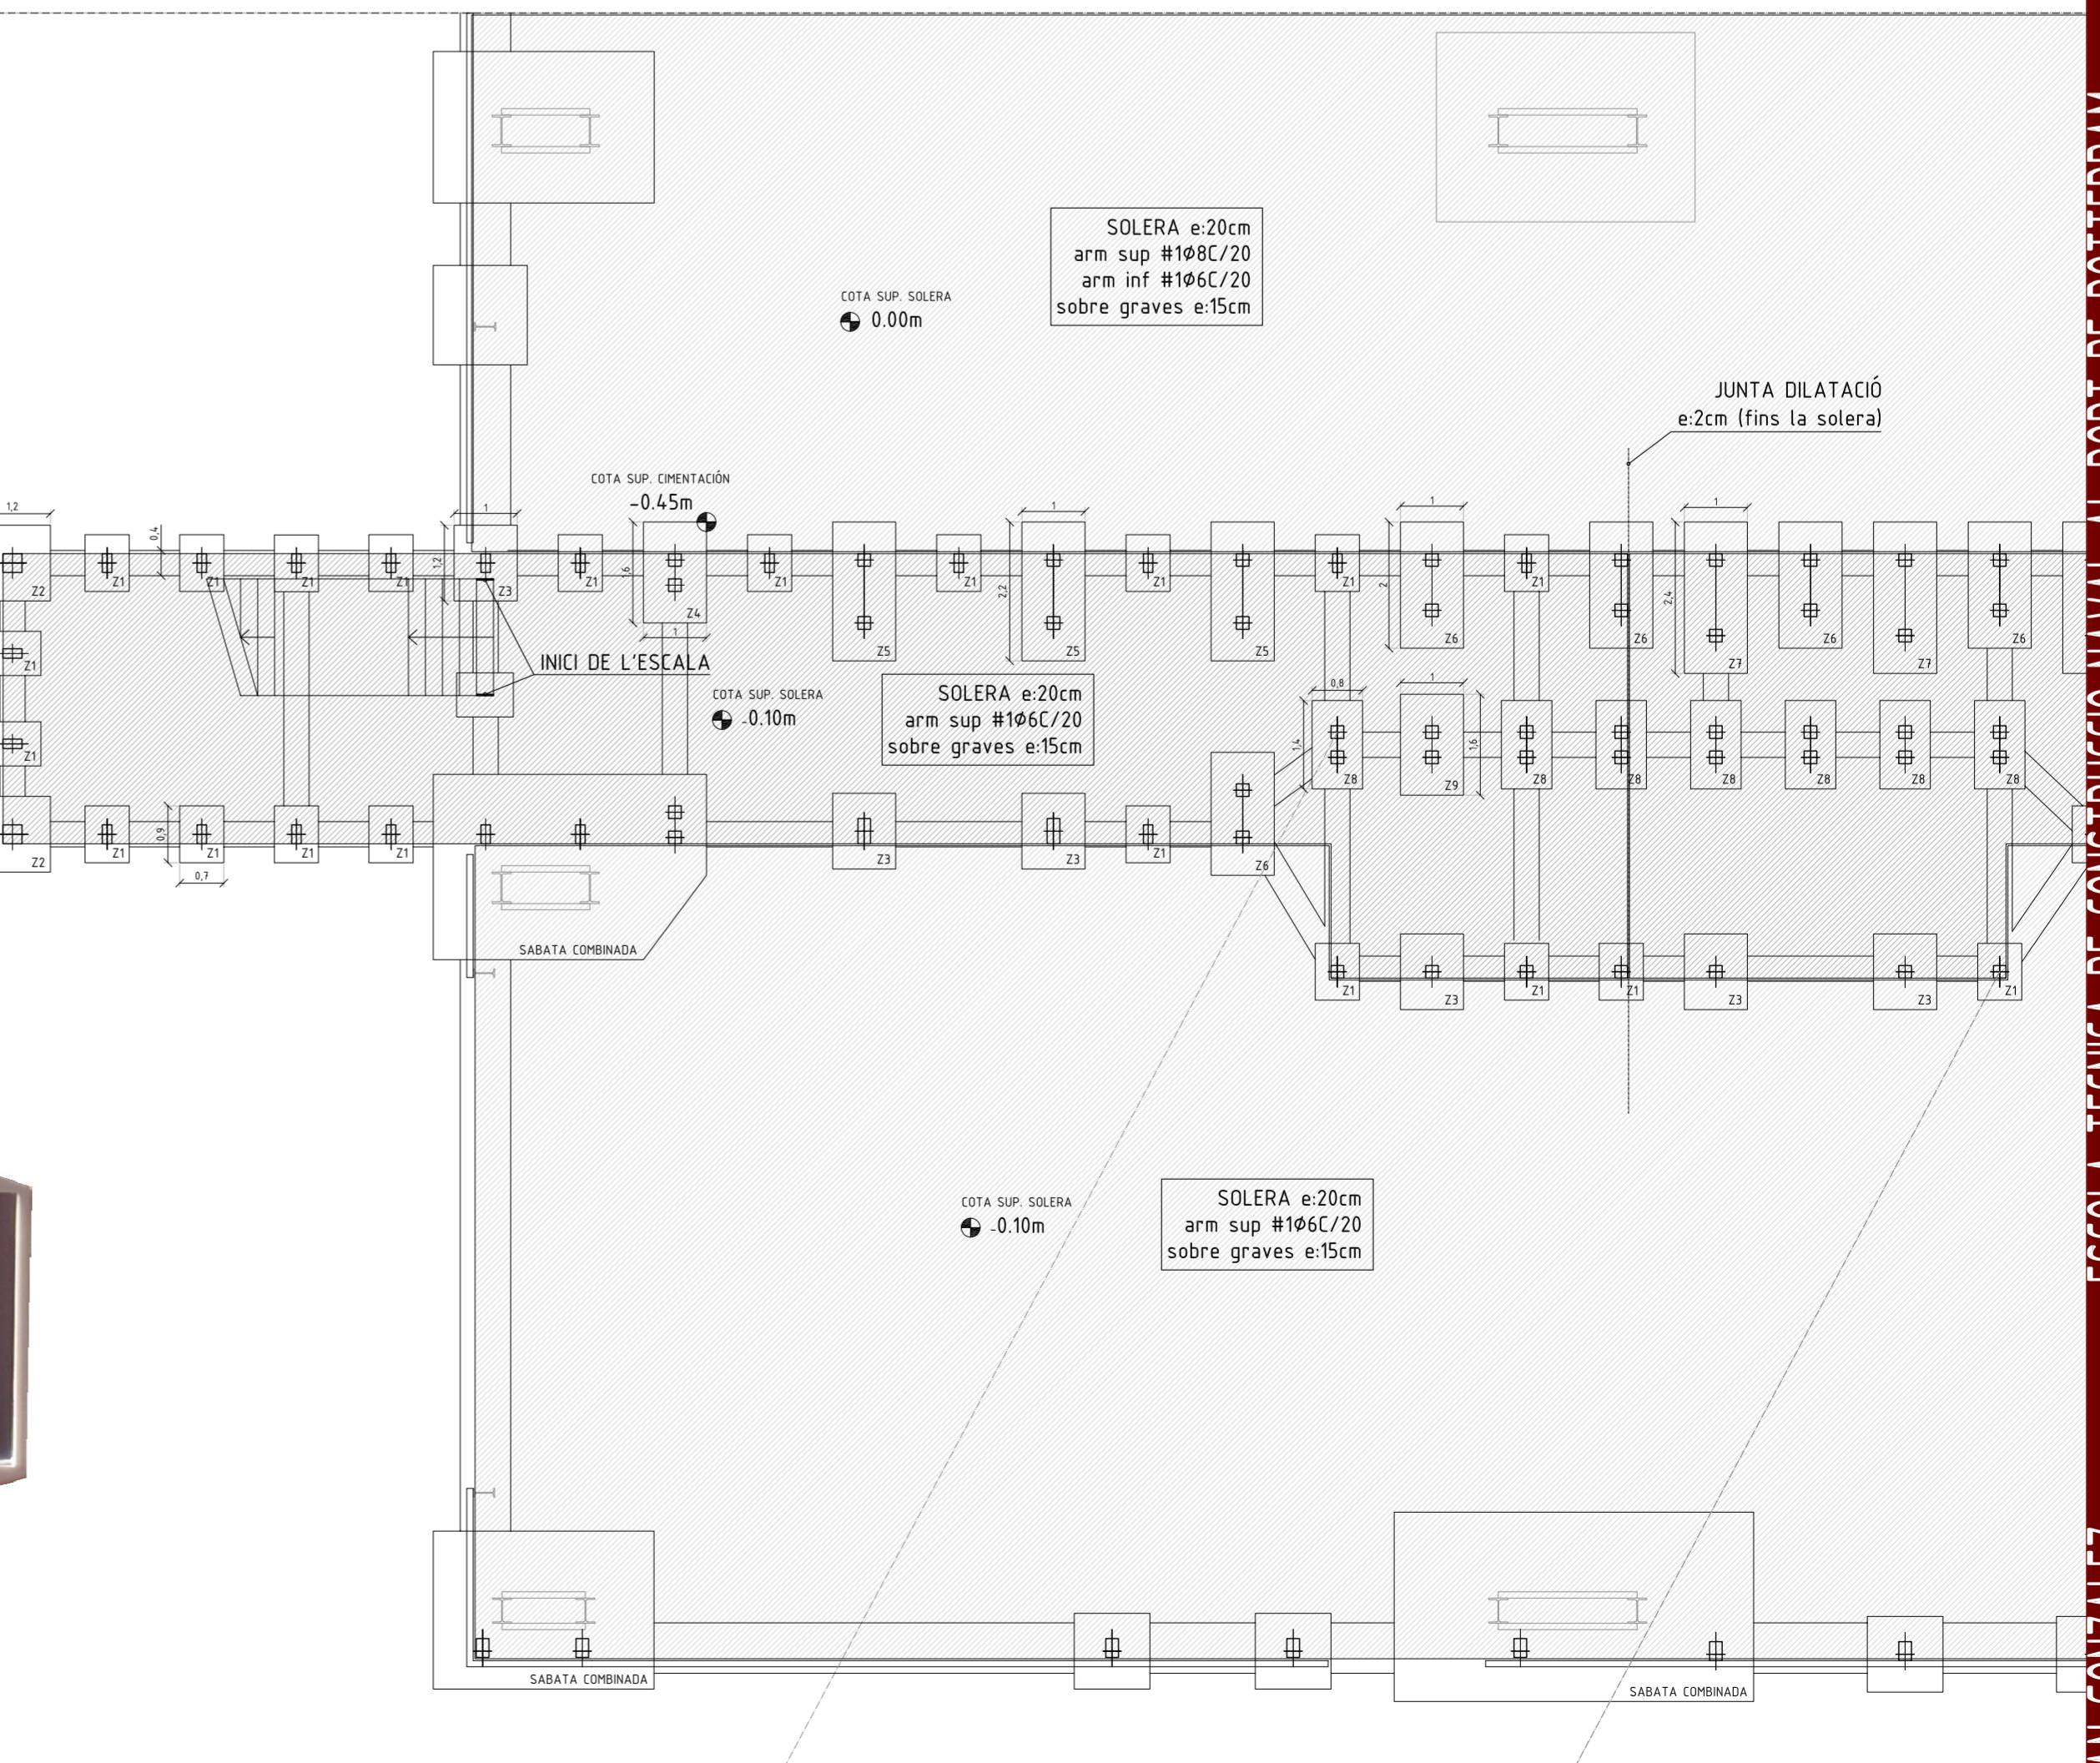 SOLERA e:20cm
arm sup #1Ø8C/20
arm inf #1Ø6C/20
sobre graves e:15cm
COTA SUP. SOLERA
0.00m
JUNTA DILATACIÓ
e:2cm (fins la solera)
COTA SUP. CIMENTACIÓN
-0.45m
1,2
0,4
1,2
1
1,6
1
2,2
1
2
1
2,4
1
Z2
Z1
Z1
Z1
Z1
Z3
Z1
Z4
Z1
Z5
Z1
Z5
Z1
Z5
Z1
Z6
Z1
Z6
Z7
Z6
Z7
Z6
INICI DE L'ESCALA
Z1
Z1
COTA SUP. SOLERA
-0.10m
SOLERA e:20cm
arm sup #1Ø6C/20
sobre graves e:15cm
0,8
1
1,4
1,6
Z8
Z9
Z8
Z8
Z8
Z8
Z8
Z8
0,9
0,7
Z2
Z1
Z1
Z1
Z1
Z3
Z3
Z1
Z6
SABATA COMBINADA
Z1
Z3
Z1
Z1
Z3
Z3
Z1
COTA SUP. SOLERA
-0.10m
SOLERA e:20cm
arm sup #1Ø6C/20
sobre graves e:15cm
SABATA COMBINADA
SABATA COMBINADA